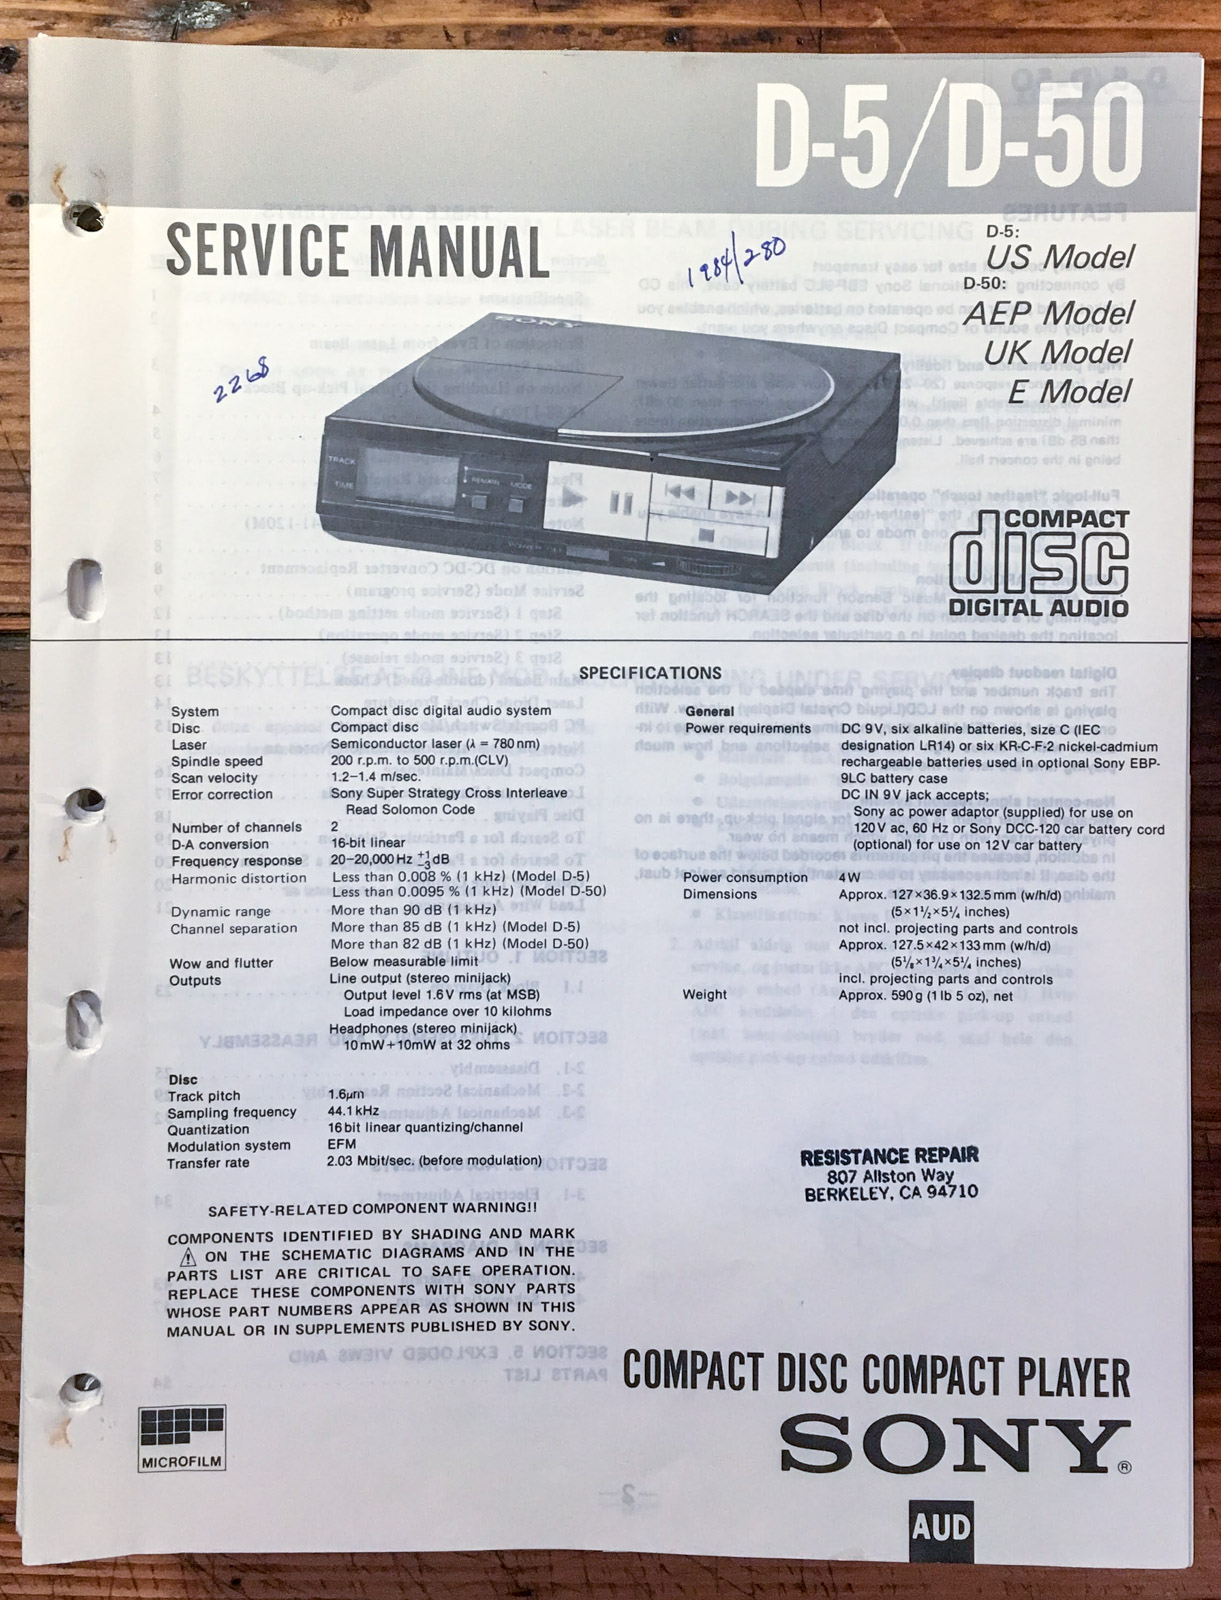 D-5/D-50
SERVICE MANUAL
1984/280
2268
D-5:
US Model
D-50:
AEP Model
UK Model
E Model
SONY
TRACK
TIME
REMAIN
MODE
COMPACT
disc
DIGITAL AUDIO
SPECIFICATIONS
System Compact disc digital audio system
Disc Compact disc
Laser Semiconductor laser (λ = 780 nm)
Spindle speed 200 r.p.m. to 500 r.p.m.(CLV)
Scan velocity 1.2–1.4 m/sec.
Error correction Sony Super Strategy Cross Interleave
Read Solomon Code
Number of channels 2
D-A conversion 16-bit linear
Frequency response 20–20,000 Hz +1/−3 dB
Harmonic distortion Less than 0.008 % (1 kHz) (Model D-5)
Less than 0.0095 % (1 kHz) (Model D-50)
Dynamic range More than 90 dB (1 kHz)
Channel separation More than 85 dB (1 kHz) (Model D-5)
More than 82 dB (1 kHz) (Model D-50)
Wow and flutter Below measurable limit
Outputs Line output (stereo minijack)
Output level 1.6 V rms (at MSB)
Load impedance over 10 kilohms
Headphones (stereo minijack)
10 mW + 10 mW at 32 ohms
Disc
Track pitch 1.6μm
Sampling frequency 44.1 kHz
Quantization 16 bit linear quantizing/channel
Modulation system EFM
Transfer rate 2.03 Mbit/sec. (before modulation)
SAFETY-RELATED COMPONENT WARNING!!
COMPONENTS IDENTIFIED BY SHADING AND MARK
⚠ ON THE SCHEMATIC DIAGRAMS AND IN THE
PARTS LIST ARE CRITICAL TO SAFE OPERATION.
REPLACE THESE COMPONENTS WITH SONY PARTS
WHOSE PART NUMBERS APPEAR AS SHOWN IN THIS
MANUAL OR IN SUPPLEMENTS PUBLISHED BY SONY.
General
Power requirements DC 9 V, six alkaline batteries, size C (IEC
designation LR14) or six KR-C-F-2 nickel-cadmium
rechargeable batteries used in optional Sony EBP-
9LC battery case
DC IN 9 V jack accepts;
Sony ac power adaptor (supplied) for use on
120 V ac, 60 Hz or Sony DCC-120 car battery cord
(optional) for use on 12 V car battery
Power consumption 4 W
Dimensions Approx. 127 × 36.9 × 132.5 mm (w/h/d)
(5 × 1½ × 5¼ inches)
not incl. projecting parts and controls
Approx. 127.5 × 42 × 133 mm (w/h/d)
(5⅛ × 1¾ × 5¼ inches)
incl. projecting parts and controls
Weight Approx. 590 g (1 lb 5 oz), net
RESISTANCE REPAIR
807 Allston Way
BERKELEY, CA 94710
COMPACT DISC COMPACT PLAYER
SONY®
MICROFILM
AUD